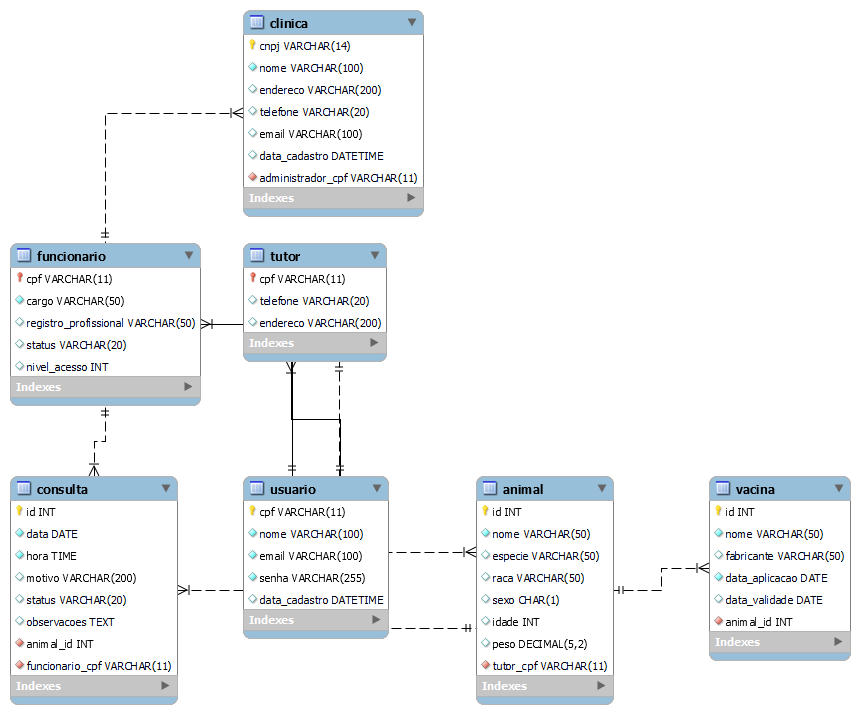 clinica
cnpj VARCHAR(14)
nome VARCHAR(100)
endereco VARCHAR(200)
telefone VARCHAR(20)
email VARCHAR(100)
data_cadastro DATETIME
administrador_cpf VARCHAR(11)
Indexes
funcionario
cpf VARCHAR(11)
cargo VARCHAR(50)
registro_profissional VARCHAR(50)
status VARCHAR(20)
nivel_acesso INT
Indexes
tutor
cpf VARCHAR(11)
telefone VARCHAR(20)
endereco VARCHAR(200)
Indexes
consulta
id INT
data DATE
hora TIME
motivo VARCHAR(200)
status VARCHAR(20)
observacoes TEXT
animal_id INT
funcionario_cpf VARCHAR(11)
Indexes
usuario
cpf VARCHAR(11)
nome VARCHAR(100)
email VARCHAR(100)
senha VARCHAR(255)
data_cadastro DATETIME
Indexes
animal
id INT
nome VARCHAR(50)
especie VARCHAR(50)
raca VARCHAR(50)
sexo CHAR(1)
idade INT
peso DECIMAL(5,2)
tutor_cpf VARCHAR(11)
Indexes
vacina
id INT
nome VARCHAR(50)
fabricante VARCHAR(50)
data_aplicacao DATE
data_validade DATE
animal_id INT
Indexes